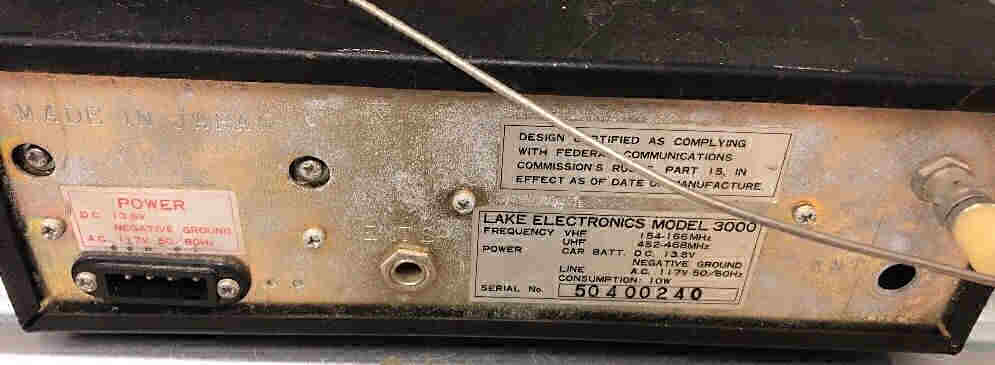 MADE IN JAPAN
DESIGN CERTIFIED AS COMPLYING
WITH FEDERAL COMMUNICATIONS
COMMISSION'S RULES, PART 15, IN
EFFECT AS OF DATE OF MANUFACTURE
POWER
D.C. 13.8V
NEGATIVE GROUND
A.C. 117V 50/60Hz
LAKE ELECTRONICS MODEL 3000
FREQUENCY VHF 154-166MHz
UHF 452-468MHz
POWER CAR BATT. D.C. 13.8V
NEGATIVE GROUND
LINE A.C. 117V 50/60Hz
CONSUMPTION: 10W
SERIAL No. 50400240